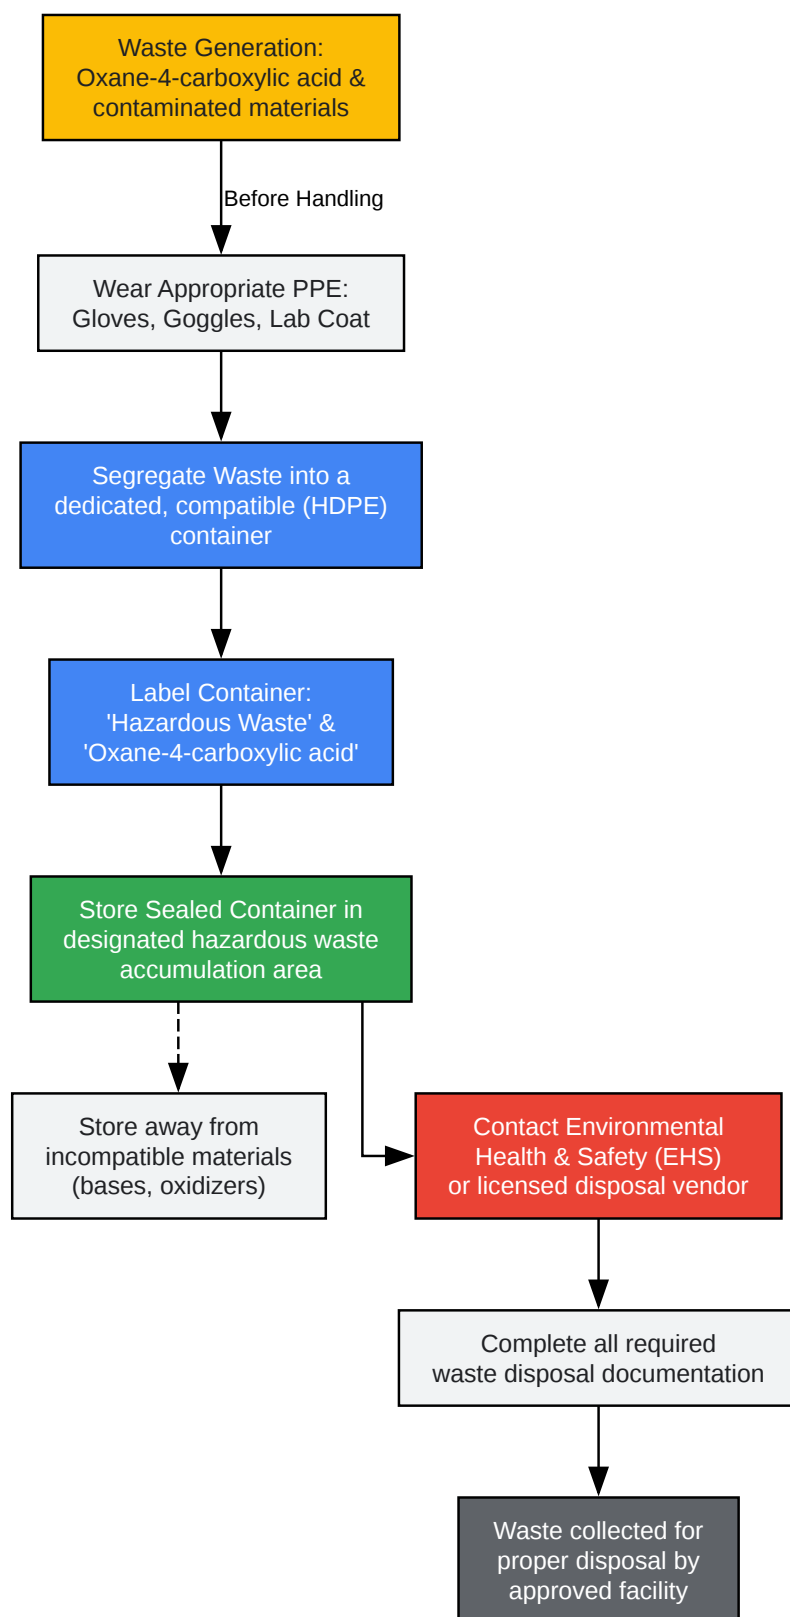 Waste Generation:
Oxane-4-carboxylic acid &
contaminated materials
Before Handling
Wear Appropriate PPE:
Gloves, Goggles, Lab Coat
Segregate Waste into a
dedicated, compatible (HDPE)
container
Label Container:
'Hazardous Waste' &
'Oxane-4-carboxylic acid'
Store Sealed Container in
designated hazardous waste
accumulation area
Store away from
incompatible materials
(bases, oxidizers)
Contact Environmental
Health & Safety (EHS)
or licensed disposal vendor
Complete all required
waste disposal documentation
Waste collected for
proper disposal by
approved facility